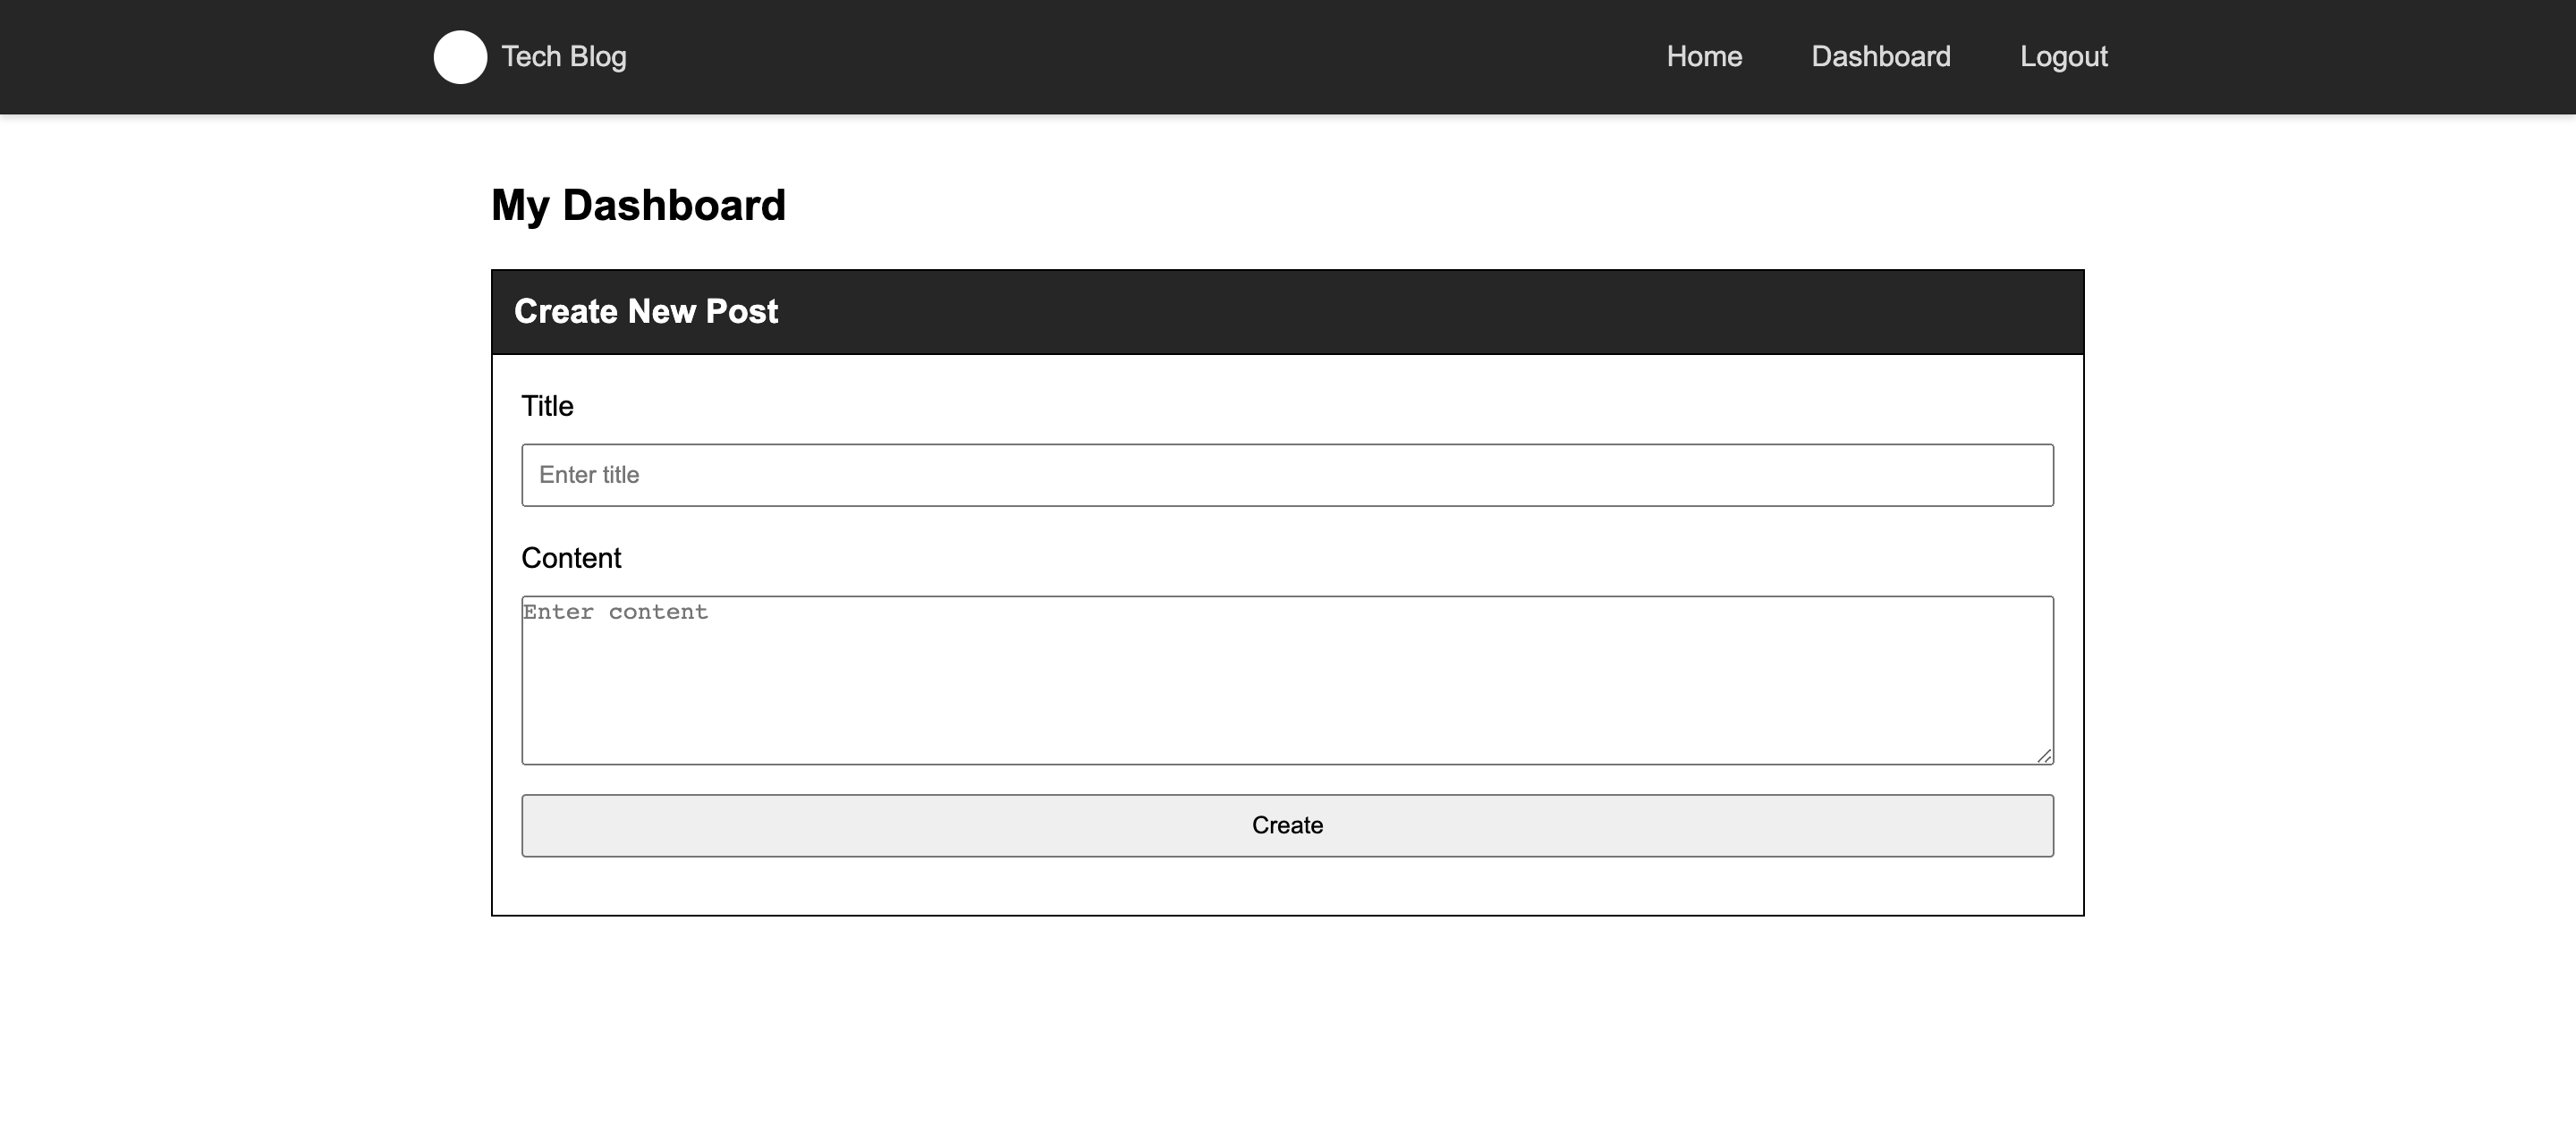 Tech Blog Home Dashboard Logout
My Dashboard
Create New Post
Title
Enter title
Content
Enter content
Create